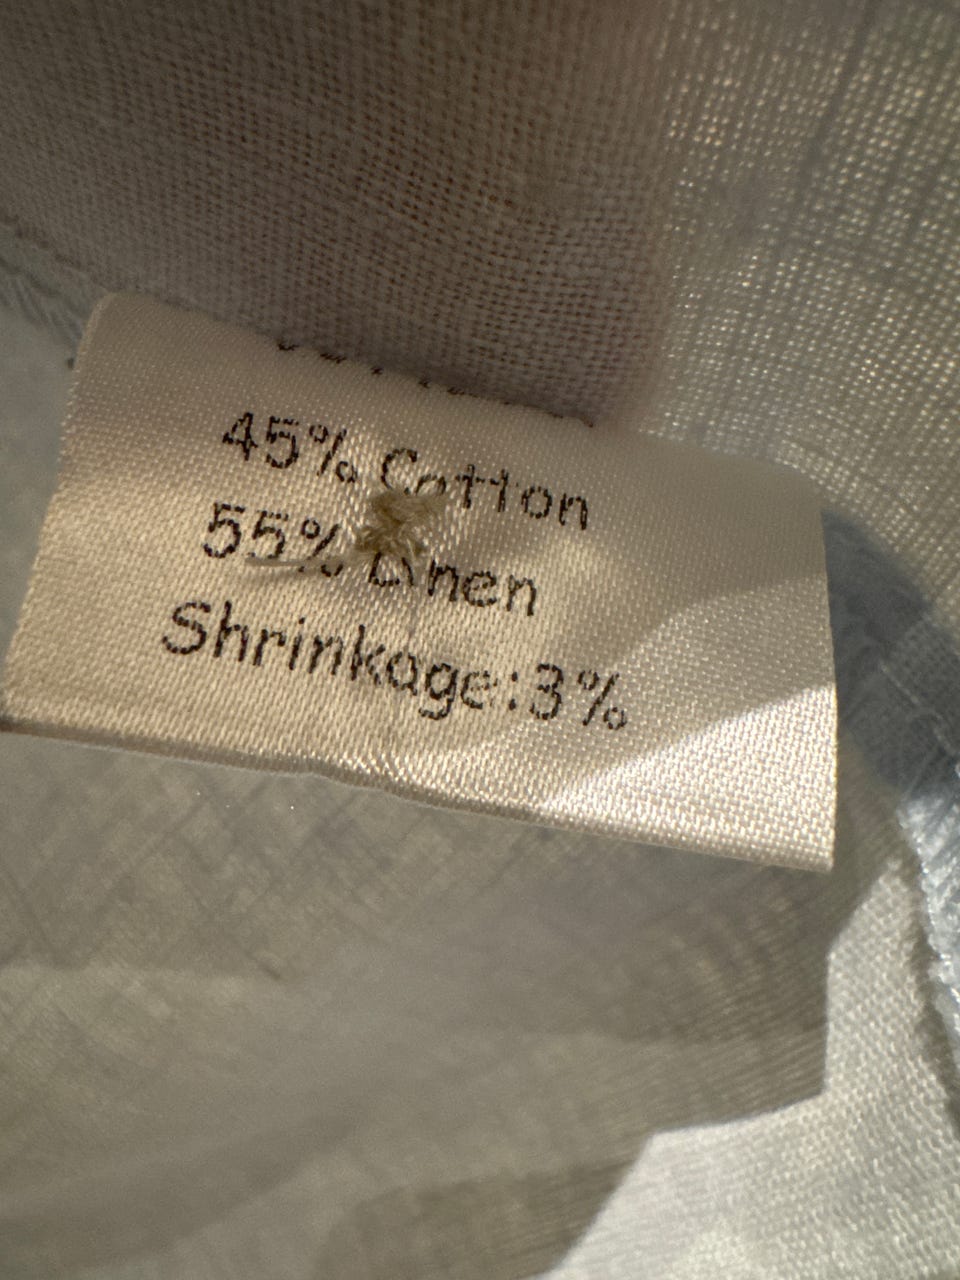 45% Cotton
55% Linen
Shrinkage:3%